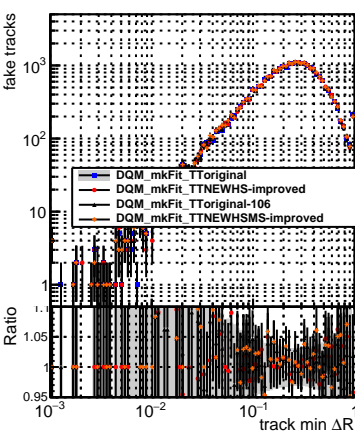 fake tracks
10³
10²
DQM_mkFit_TToriginal
DQM_mkFit_TTNEWHS-improved
DQM_mkFit_TToriginal-106
DQM_mkFit_TTNEWHSMS-improved
10
1
Ratio
1.1
1.05
1
0.95
10⁻³ 10⁻² 10⁻¹
track min ΔR